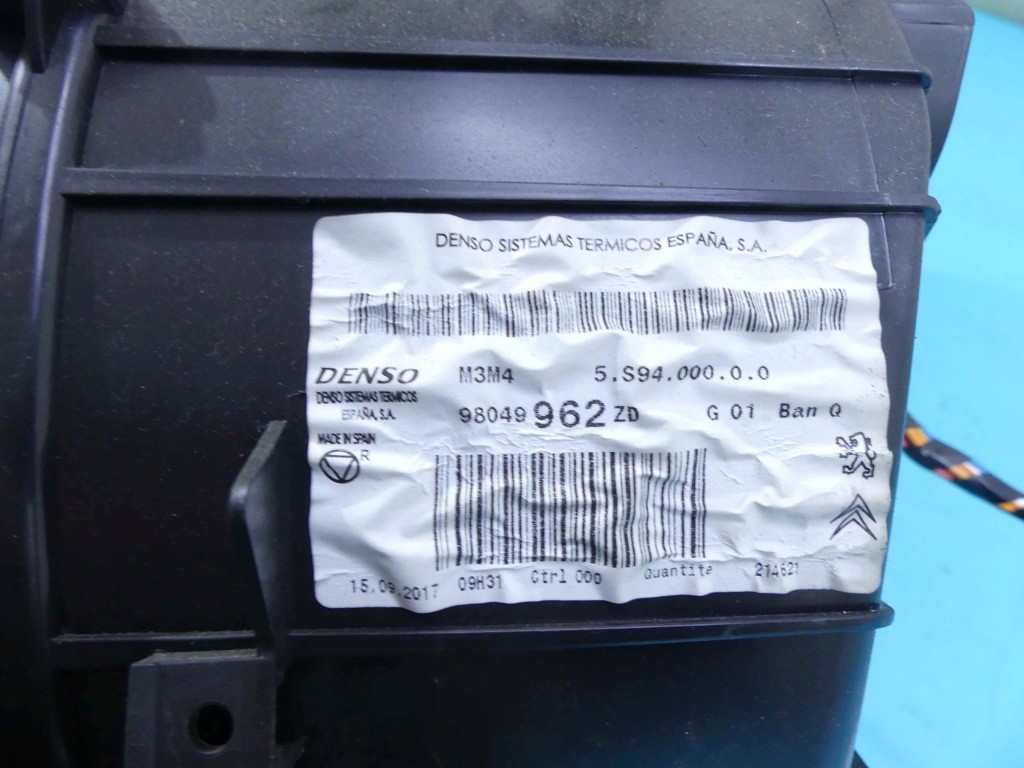 DENSO SISTEMAS TERMICOS ESPAÑA, S.A.
DENSO M3M4 5.S94.000.0.0
DENSO SISTEMAS TERMICOS
ESPAÑA, S.A.
98049 962 ZD G 01 Ban Q
MADE IN SPAIN
R
15.09.2017 09H31 Ctrl 000 Quantite 214621